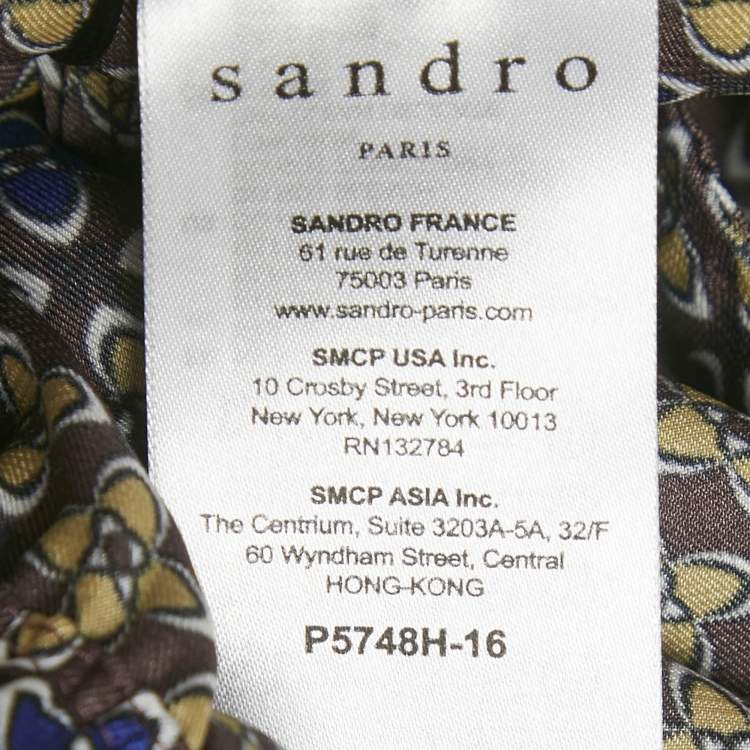 sandro
PARIS
SANDRO FRANCE
61 rue de Turenne
75003 Paris
www.sandro-paris.com
SMCP USA Inc.
10 Crosby Street, 3rd Floor
New York, New York 10013
RN132784
SMCP ASIA Inc.
The Centrium, Suite 3203A-5A, 32/F
60 Wyndham Street, Central
HONG-KONG
P5748H-16